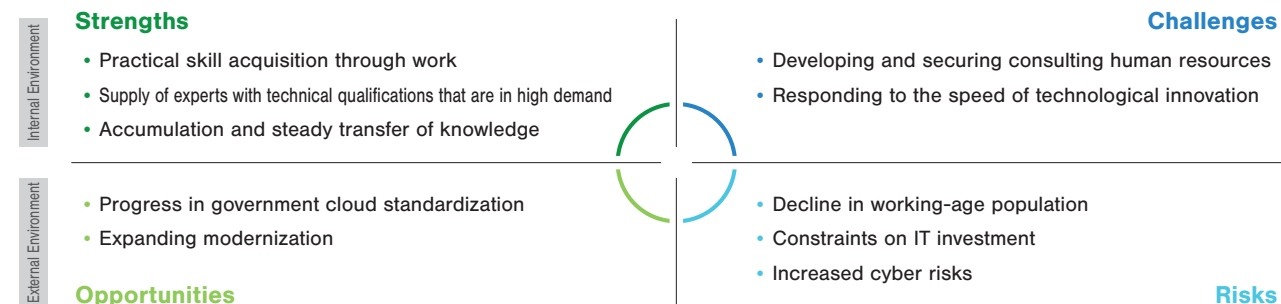 Internal Environment
Strengths
• Practical skill acquisition through work
• Supply of experts with technical qualifications that are in high demand
• Accumulation and steady transfer of knowledge
Challenges
• Developing and securing consulting human resources
• Responding to the speed of technological innovation
External Environment
• Progress in government cloud standardization
• Expanding modernization
Opportunities
• Decline in working-age population
• Constraints on IT investment
• Increased cyber risks
Risks